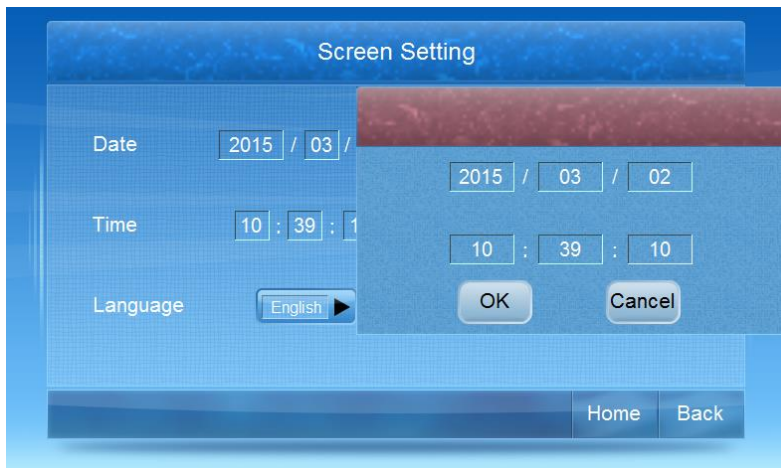 Screen Setting
Date 2015 / 03 /
Time 10 : 39 : 1
Language English
2015 / 03 / 02
10 : 39 : 10
OK Cancel
Home Back